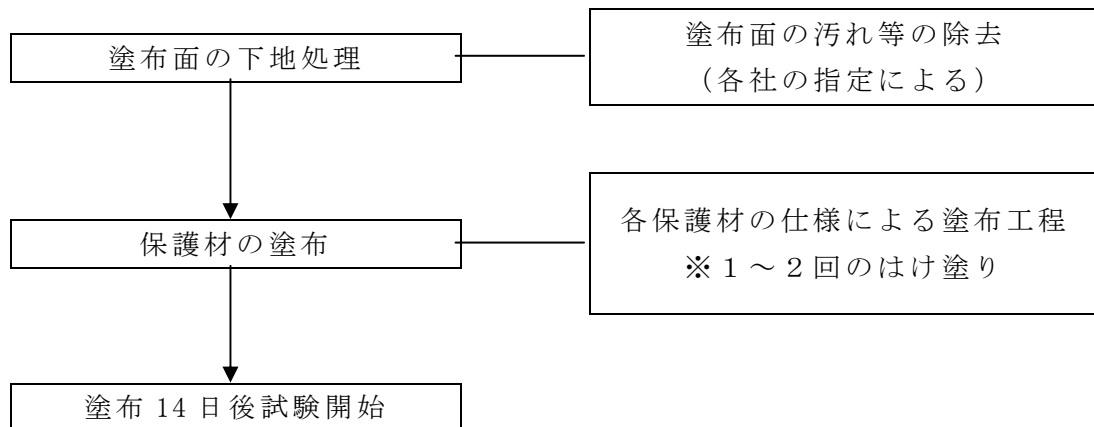 塗布面の下地処理
塗布面の汚れ等の除去
（各社の指定による）
保護材の塗布
各保護材の仕様による塗布工程
※１～２回のはけ塗り
塗布 14 日後試験開始